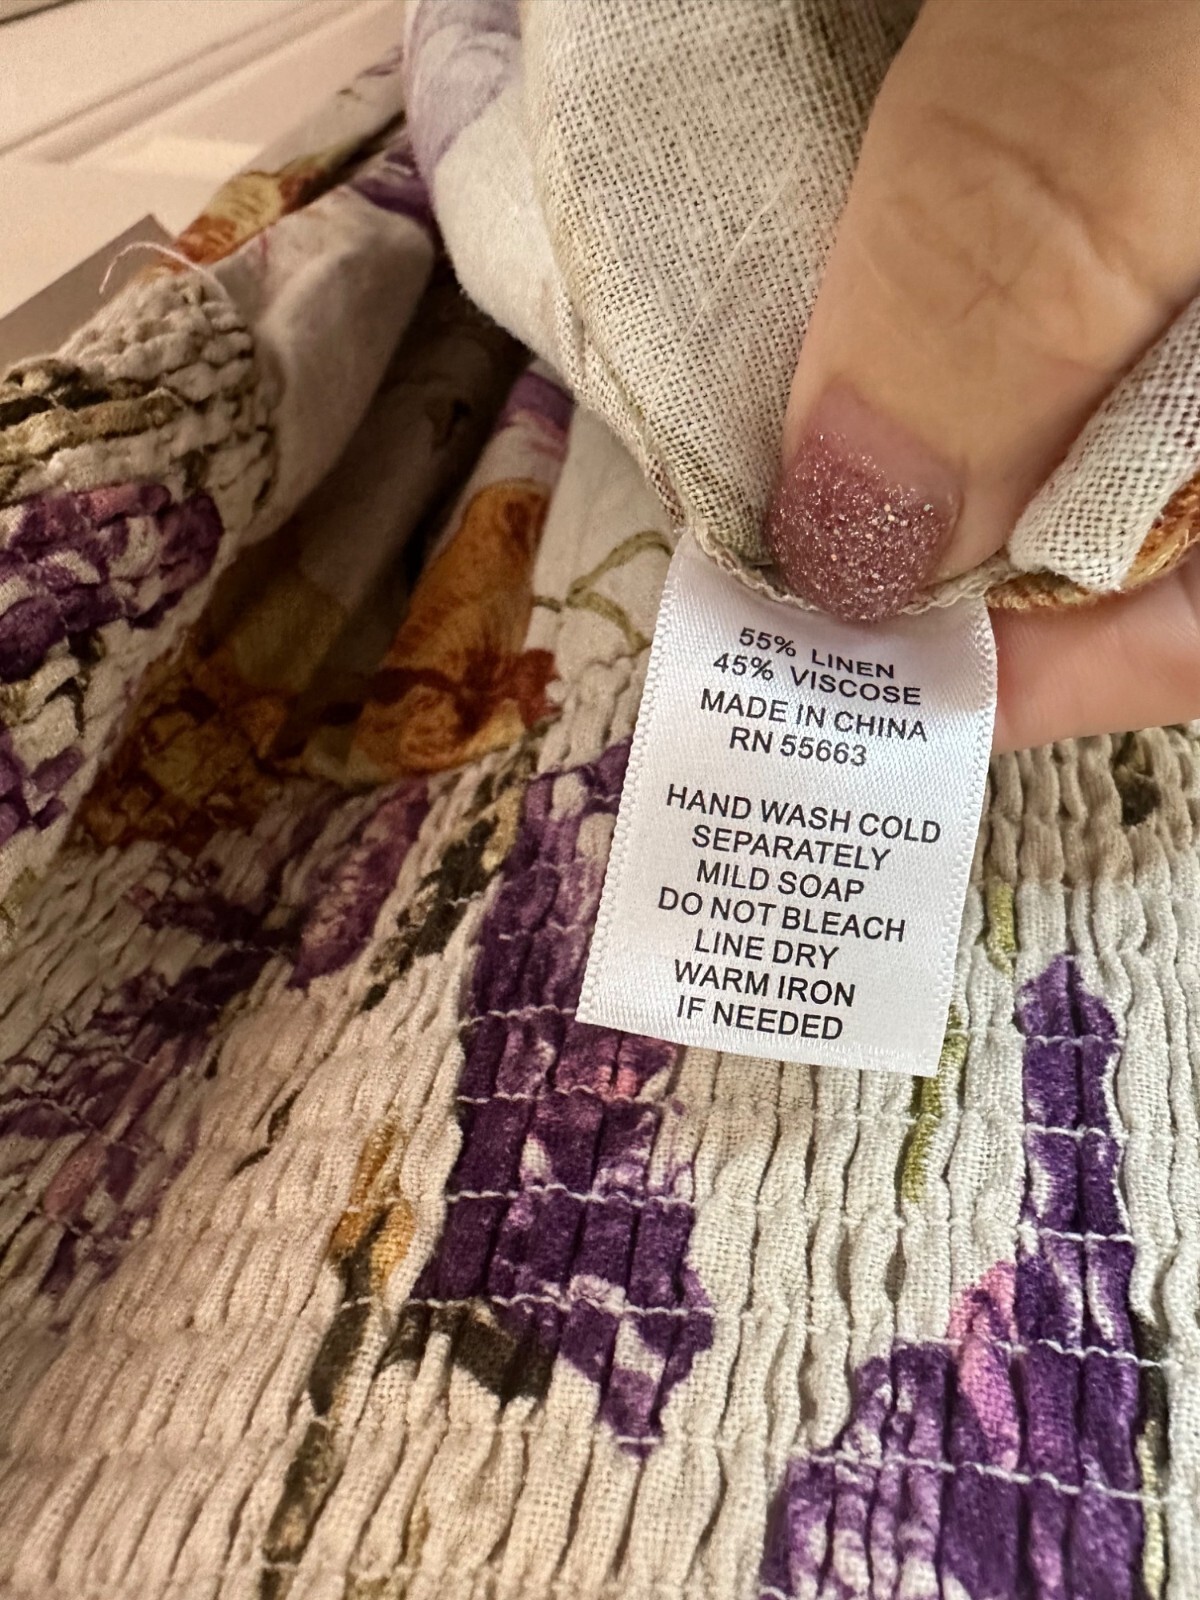 55% LINEN
45% VISCOSE
MADE IN CHINA
RN 55663
HAND WASH COLD
SEPARATELY
MILD SOAP
DO NOT BLEACH
LINE DRY
WARM IRON
IF NEEDED